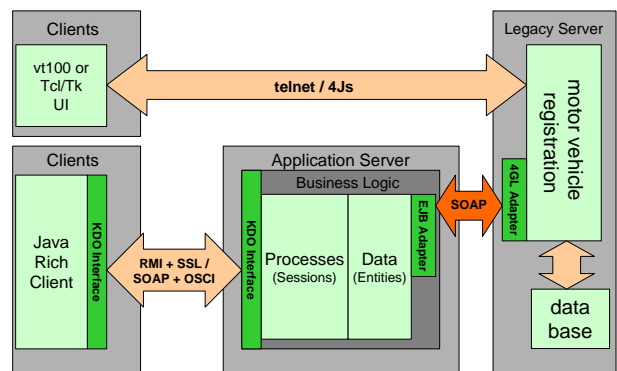 Clients
vt100 or
Tcl/Tk
UI
telnet / 4Js
Legacy Server
motor vehicle
registration
4GL Adapter
Clients
Java
Rich
Client
KDO Interface
RMI + SSL /
SOAP + OSCI
Application Server
Business Logic
KDO Interface
Processes
(Sessions)
Data
(Entities)
EJB Adapter
SOAP
data
base